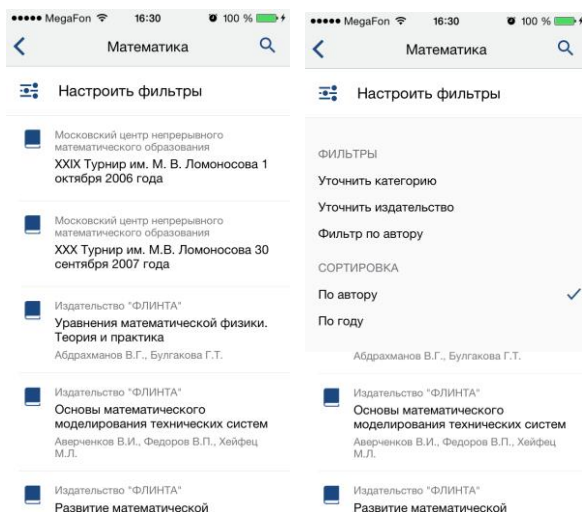 MegaFon 16:30 100 %
Математика
Настроить фильтры
Московский центр непрерывного
математического образования
XXIX Турнир им. М. В. Ломоносова 1
октября 2006 года
Московский центр непрерывного
математического образования
XXX Турнир им. М.В. Ломоносова 30
сентября 2007 года
Издательство "ФЛИНТА"
Уравнения математической физики.
Теория и практика
Абдрахманов В.Г., Булгакова Г.Т.
Издательство "ФЛИНТА"
Основы математического
моделирования технических систем
Аверченков В.И., Федоров В.П., Хейфец
М.Л.
Издательство "ФЛИНТА"
Развитие математической
MegaFon 16:30 100 %
Математика
Настроить фильтры
ФИЛЬТРЫ
Уточнить категорию
Уточнить издательство
Фильтр по автору
СОРТИРОВКА
По автору
По году
Абдрахманов В.Г., Булгакова Г.Т.
Издательство "ФЛИНТА"
Основы математического
моделирования технических систем
Аверченков В.И., Федоров В.П., Хейфец
М.Л.
Издательство "ФЛИНТА"
Развитие математической